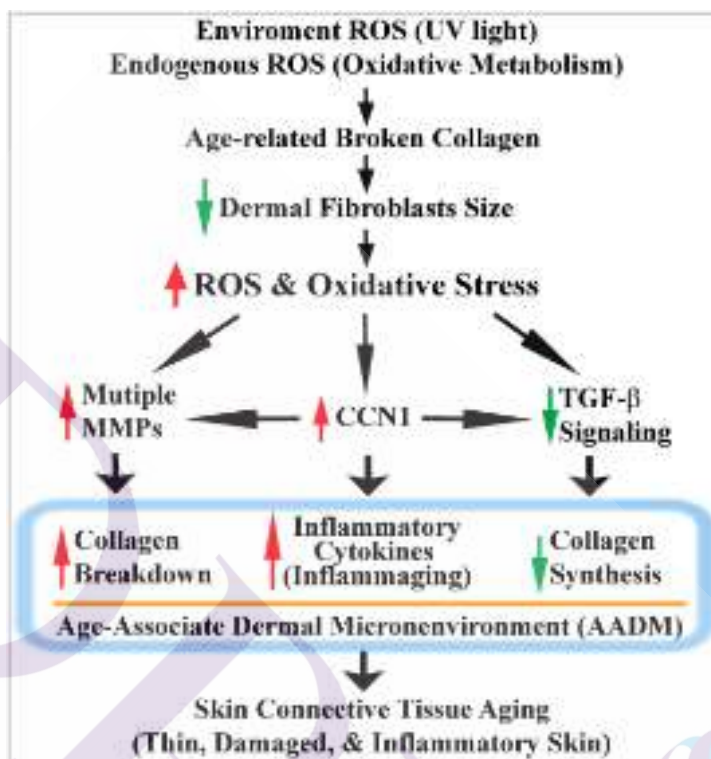 Enviroment ROS (UV light)
Endogenous ROS (Oxidative Metabolism)
Age-related Broken Collagen
Dermal Fibroblasts Size
ROS & Oxidative Stress
Mutiple
MMPs
CCN1
TGF-β
Signaling
Collagen
Breakdown
Inflammatory
Cytokines
(Inflammaging)
Collagen
Synthesis
Age-Associate Dermal Micronenvironment (AADM)
Skin Connective Tissue Aging
(Thin, Damaged, & Inflammatory Skin)